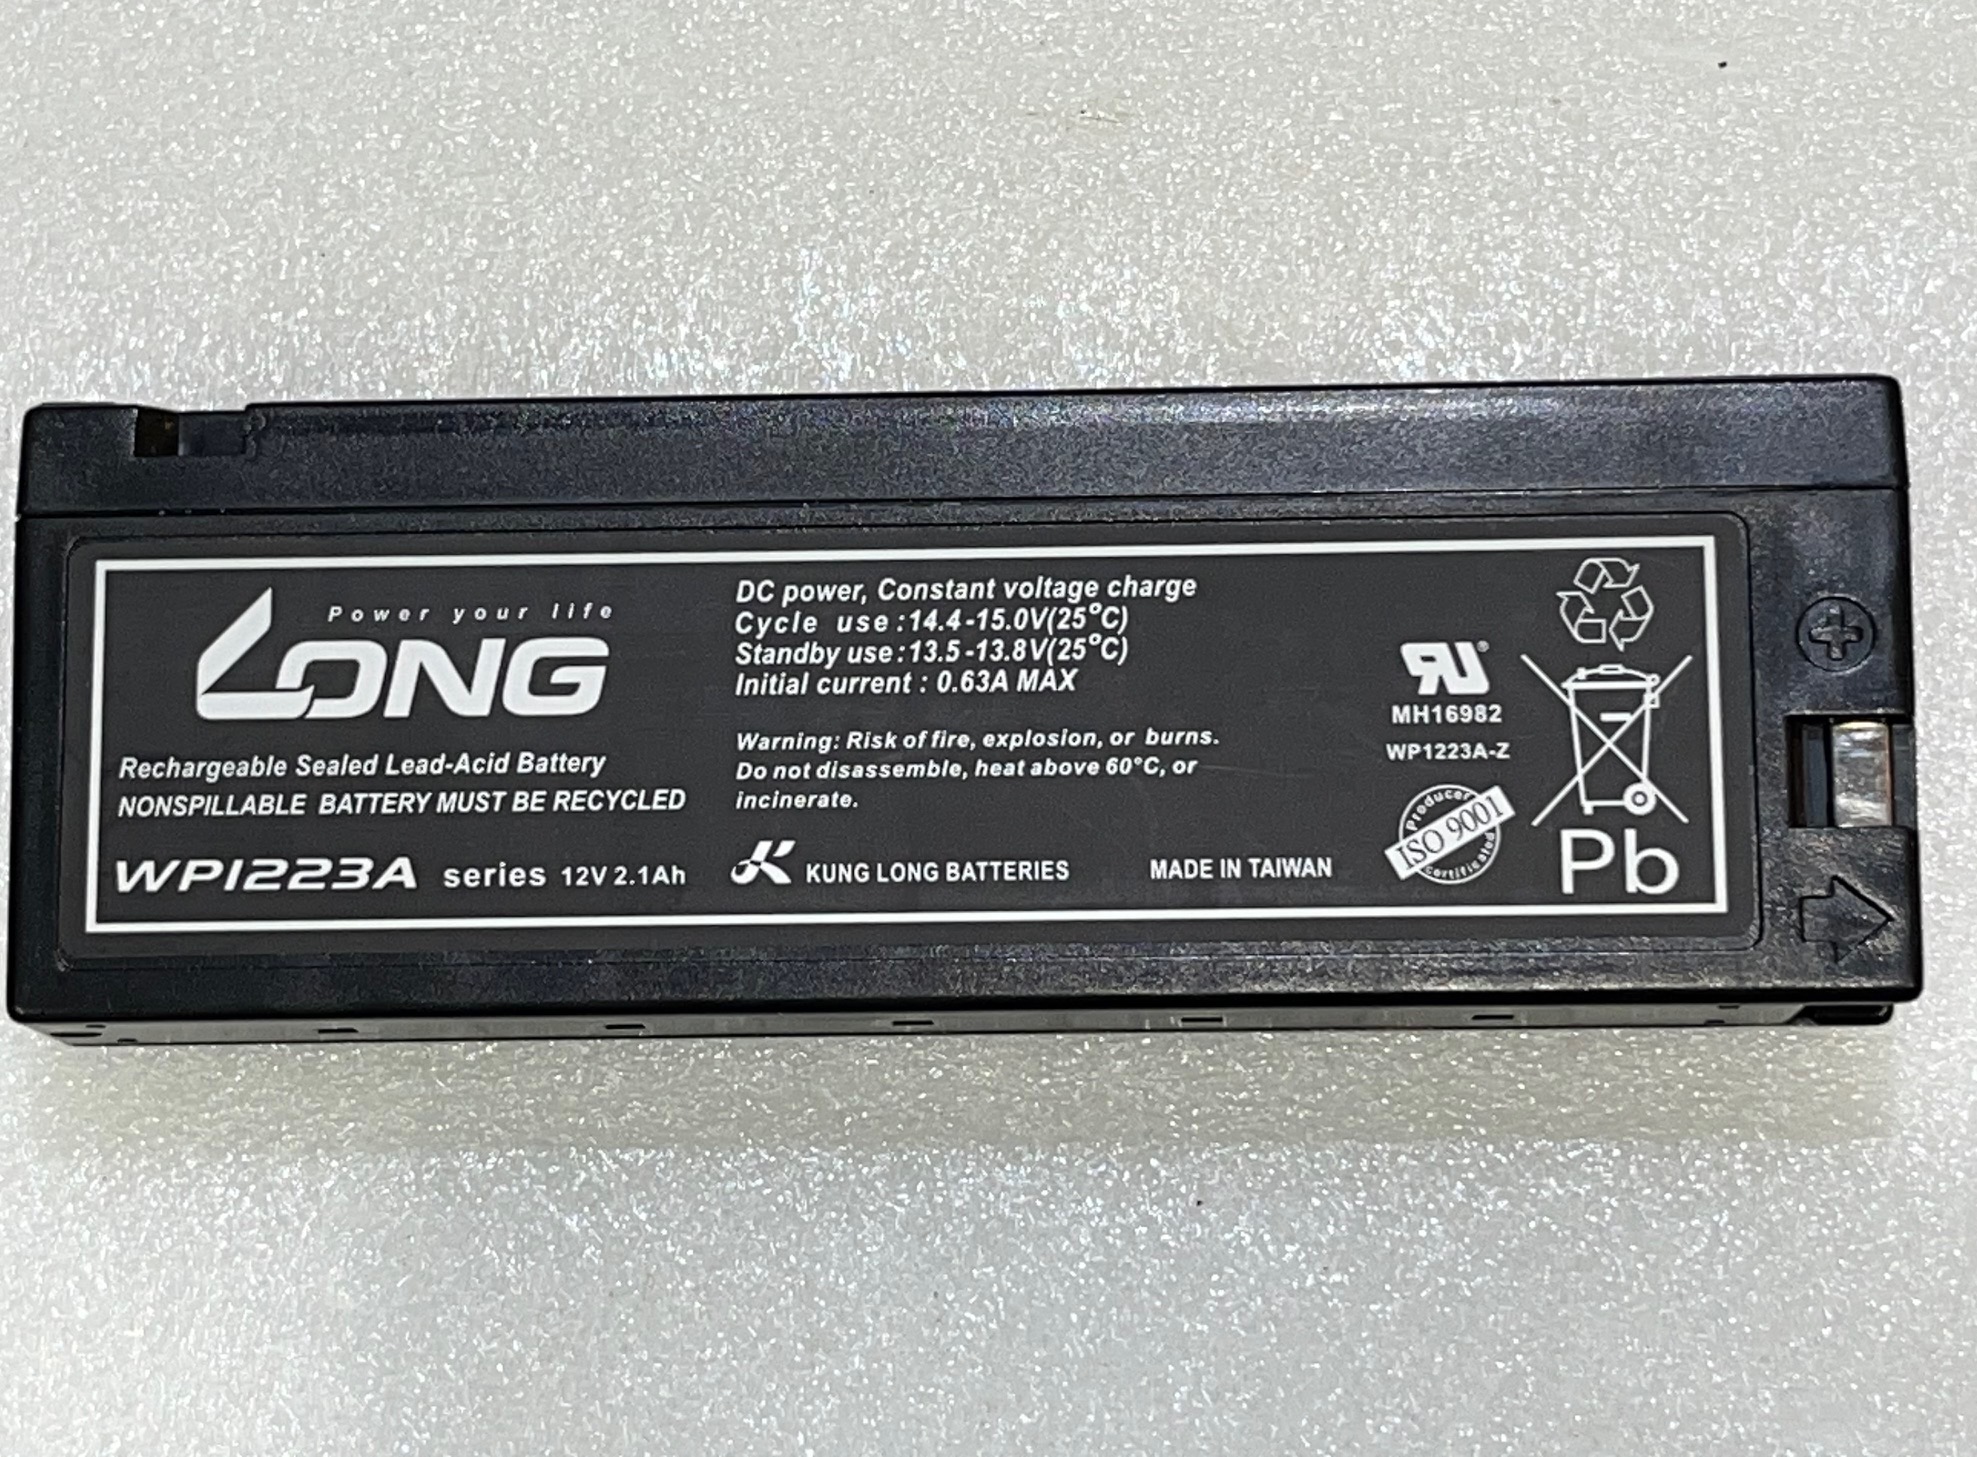 Power your life
LONG
Rechargeable Sealed Lead-Acid Battery
NONSPILLABLE BATTERY MUST BE RECYCLED
WP1223A series 12V 2.1Ah
DC power, Constant voltage charge
Cycle use:14.4-15.0V(25°C)
Standby use:13.5-13.8V(25°C)
Initial current : 0.63A MAX
Warning: Risk of fire, explosion, or burns.
Do not disassemble, heat above 60°C, or
incinerate.
KUNG LONG BATTERIES MADE IN TAIWAN
RU®
MH16982
WP1223A-Z
Producer
ISO 9001
Certificated
Pb
+